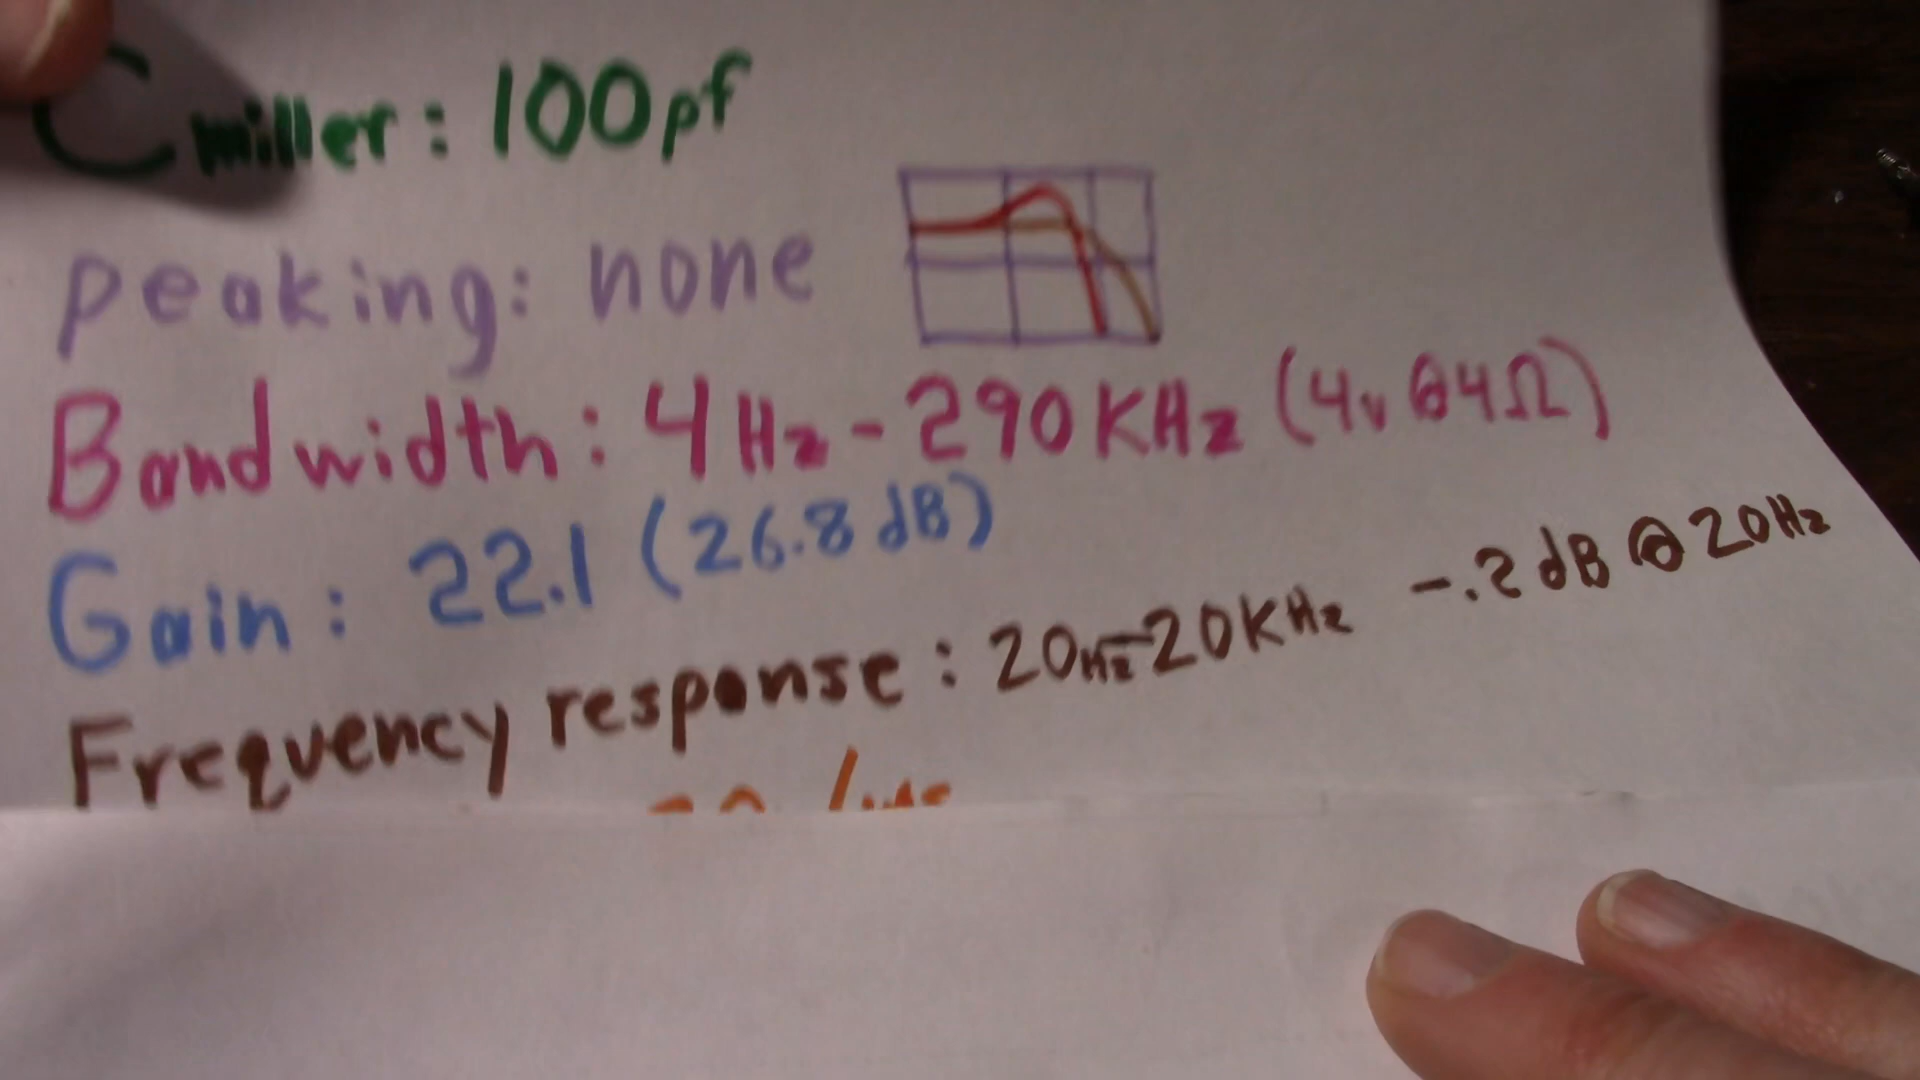 Cmiller: 100pf
peaking: none
Bandwidth: 4Hz - 290KHz (4v @4Ω)
Gain: 22.1 (26.8dB)
Frequency response: 20Hz-20KHz -.2dB @ 20Hz